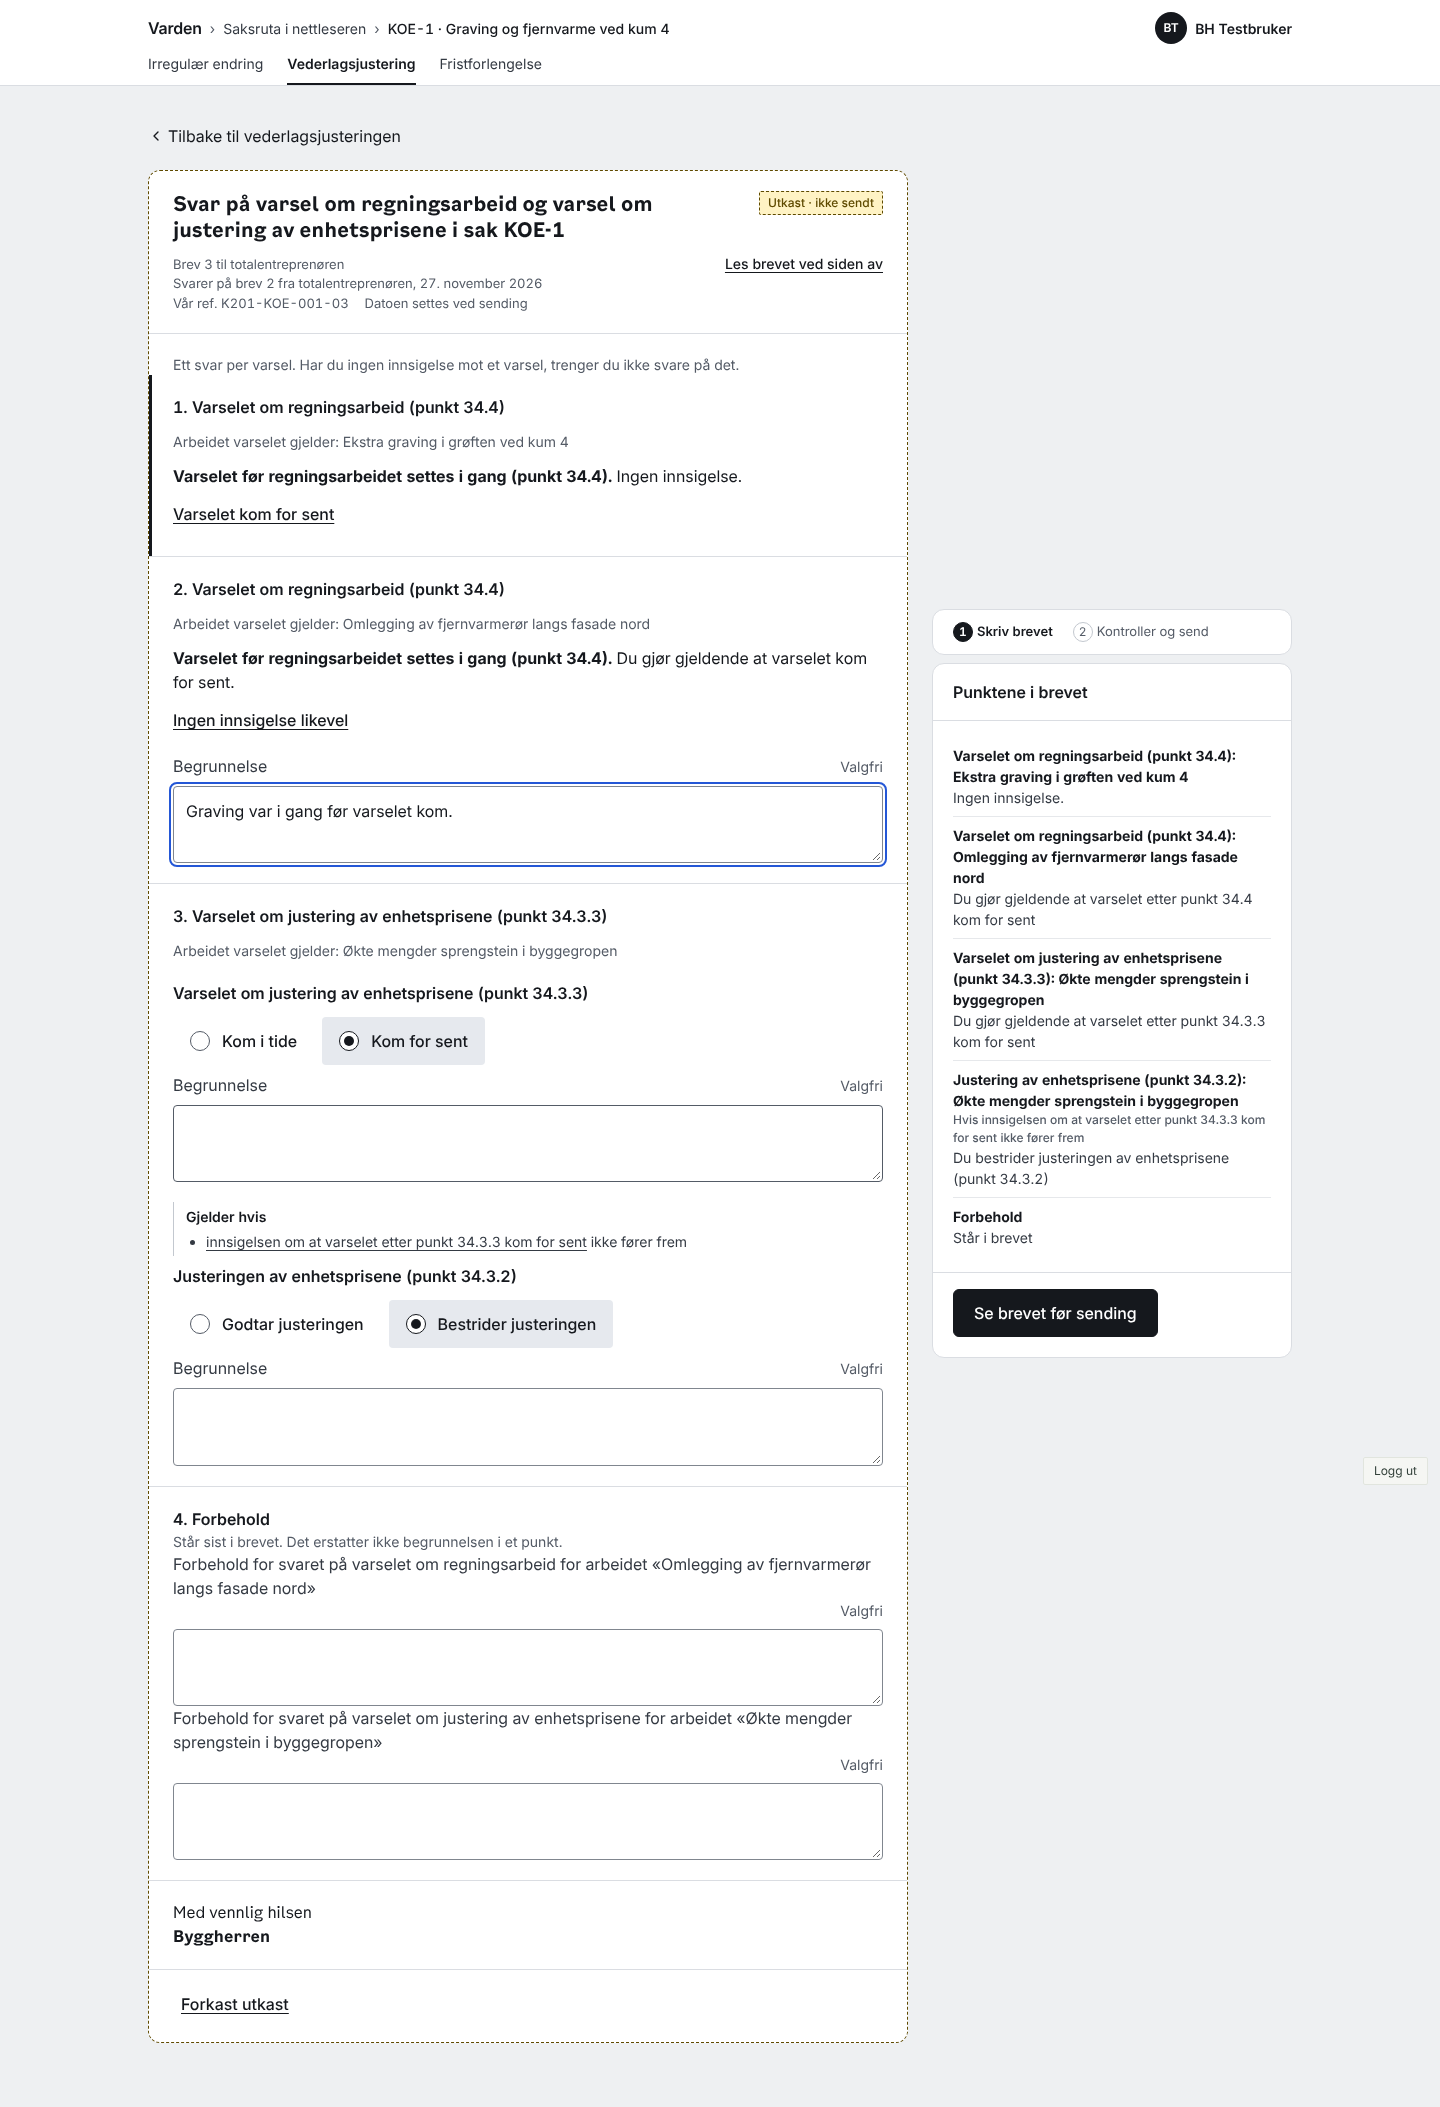 Varden › Saksruta i nettleseren › KOE-1 · Graving og fjernvarme ved kum 4
BT BH Testbruker
Irregulær endring Vederlagsjustering Fristforlengelse
Tilbake til vederlagsjusteringen
Svar på varsel om regningsarbeid og varsel om
justering av enhetsprisene i sak KOE-1
Utkast · ikke sendt
Brev 3 til totalentreprenøren
Les brevet ved siden av
Svarer på brev 2 fra totalentreprenøren, 27. november 2026
Vår ref. K201-KOE-001-03 Datoen settes ved sending
Ett svar per varsel. Har du ingen innsigelse mot et varsel, trenger du ikke svare på det.
1. Varselet om regningsarbeid (punkt 34.4)
Arbeidet varselet gjelder: Ekstra graving i grøften ved kum 4
Varselet før regningsarbeidet settes i gang (punkt 34.4). Ingen innsigelse.
Varselet kom for sent
2. Varselet om regningsarbeid (punkt 34.4)
Arbeidet varselet gjelder: Omlegging av fjernvarmerør langs fasade nord
Varselet før regningsarbeidet settes i gang (punkt 34.4). Du gjør gjeldende at varselet kom
for sent.
Ingen innsigelse likevel
Begrunnelse Valgfri
Graving var i gang før varselet kom.
3. Varselet om justering av enhetsprisene (punkt 34.3.3)
Arbeidet varselet gjelder: Økte mengder sprengstein i byggegropen
Varselet om justering av enhetsprisene (punkt 34.3.3)
Kom i tide Kom for sent
Begrunnelse Valgfri
Gjelder hvis
• innsigelsen om at varselet etter punkt 34.3.3 kom for sent ikke fører frem
Justeringen av enhetsprisene (punkt 34.3.2)
Godtar justeringen Bestrider justeringen
Begrunnelse Valgfri
4. Forbehold
Står sist i brevet. Det erstatter ikke begrunnelsen i et punkt.
Forbehold for svaret på varselet om regningsarbeid for arbeidet «Omlegging av fjernvarmerør
langs fasade nord»
Valgfri
Forbehold for svaret på varselet om justering av enhetsprisene for arbeidet «Økte mengder
sprengstein i byggegropen»
Valgfri
Med vennlig hilsen
Byggherren
Forkast utkast
1 Skriv brevet 2 Kontroller og send
Punktene i brevet
Varselet om regningsarbeid (punkt 34.4):
Ekstra graving i grøften ved kum 4
Ingen innsigelse.
Varselet om regningsarbeid (punkt 34.4):
Omlegging av fjernvarmerør langs fasade
nord
Du gjør gjeldende at varselet etter punkt 34.4
kom for sent
Varselet om justering av enhetsprisene
(punkt 34.3.3): Økte mengder sprengstein i
byggegropen
Du gjør gjeldende at varselet etter punkt 34.3.3
kom for sent
Justering av enhetsprisene (punkt 34.3.2):
Økte mengder sprengstein i byggegropen
Hvis innsigelsen om at varselet etter punkt 34.3.3 kom
for sent ikke fører frem
Du bestrider justeringen av enhetsprisene
(punkt 34.3.2)
Forbehold
Står i brevet
Se brevet før sending
Logg ut